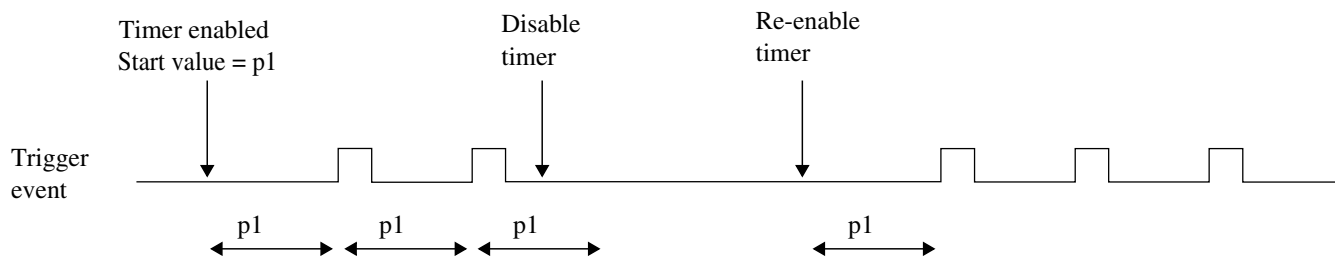 Timer enabled
Start value = p1
Disable
timer
Re-enable
timer
Trigger
event
p1
p1
p1
p1